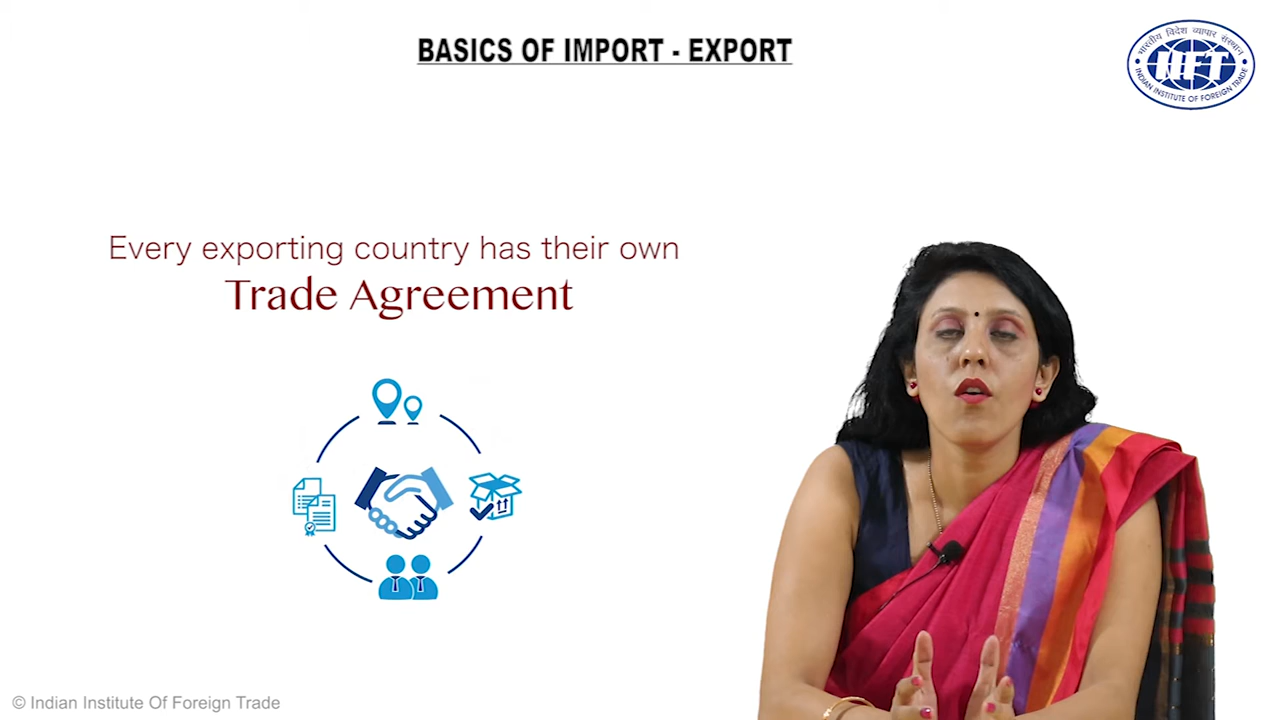 BASICS OF IMPORT - EXPORT
भारतीय विदेश व्यापार संस्थान
IIFT
INDIAN INSTITUTE OF FOREIGN TRADE
Every exporting country has their own
Trade Agreement
© Indian Institute Of Foreign Trade